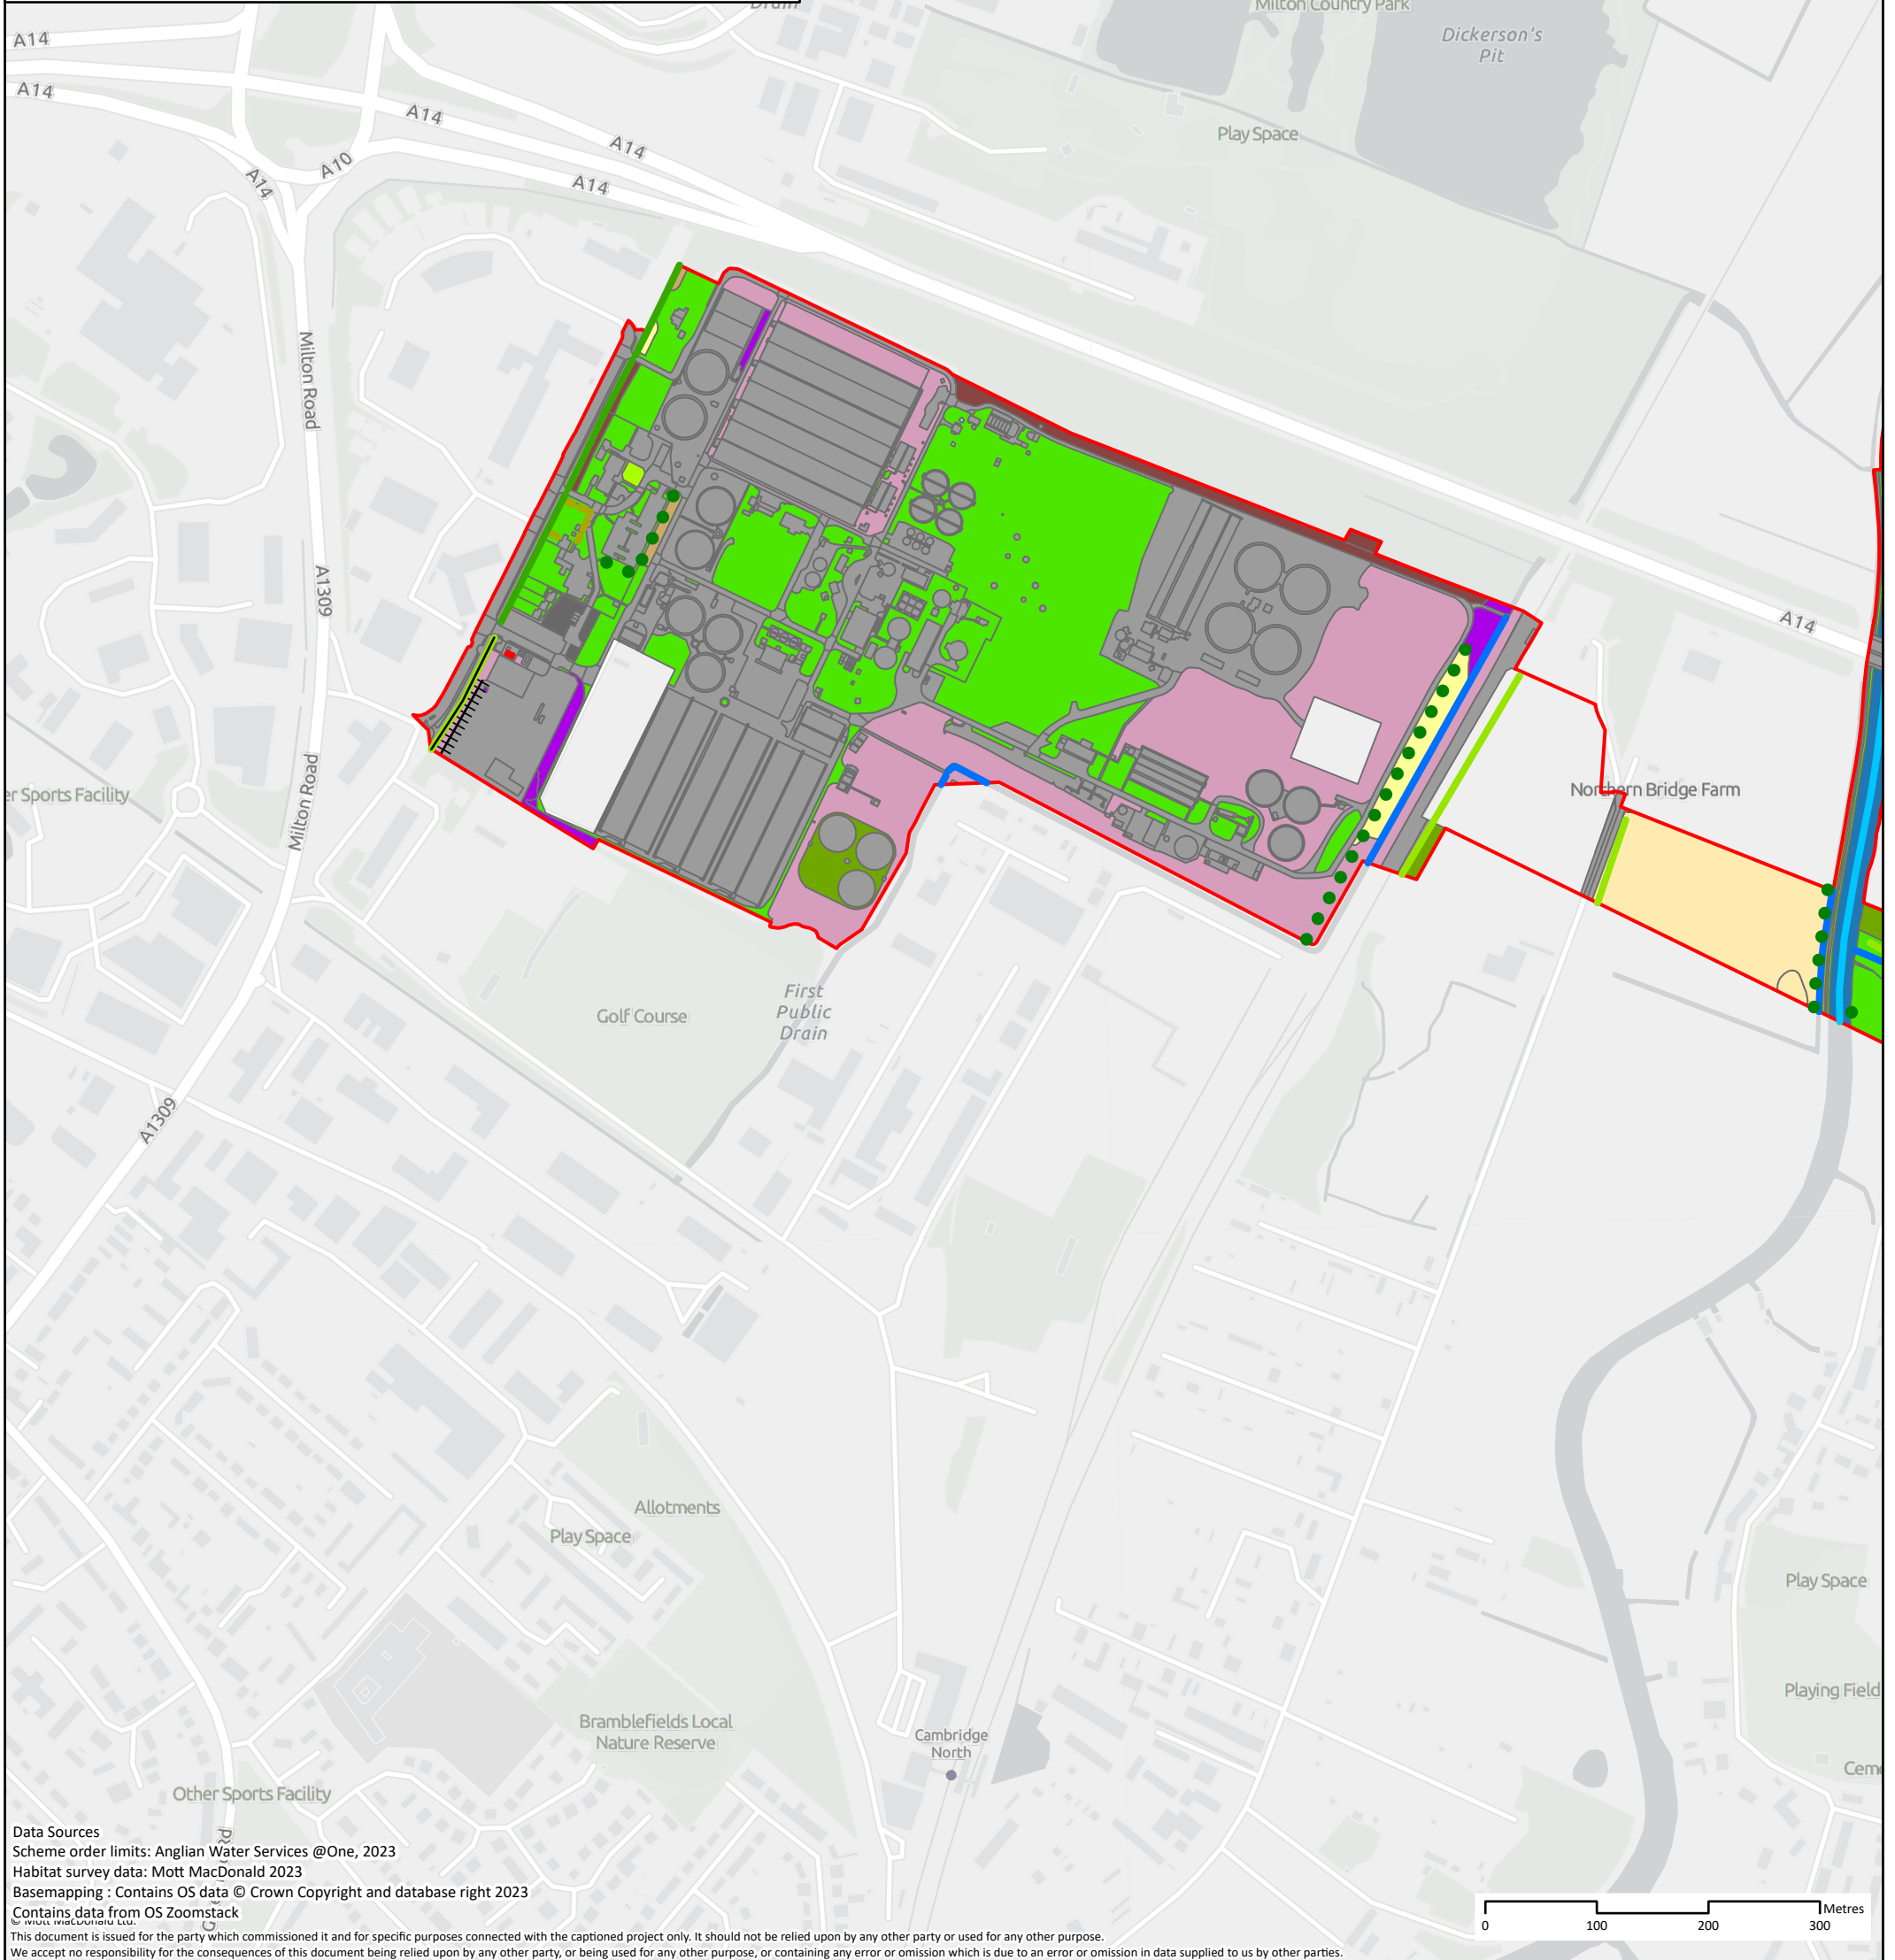 Drain
Milton Country Park
Dickerson's
Pit
A14
A14
A14
A14
A14
A14
A10
Play Space
Milton Road
A1309
A14
Milton Road
er Sports Facility
Northern Bridge Farm
First
Public
Drain
Golf Course
A1309
Allotments
Play Space
Play Space
Playing Field
Bramblefields Local
Nature Reserve
Cambridge
North
Ceme
Other Sports Facility
Data Sources
Scheme order limits: Anglian Water Services @One, 2023
Habitat survey data: Mott MacDonald 2023
Basemapping : Contains OS data © Crown Copyright and database right 2023
Contains data from OS Zoomstack
© Mott MacDonald Ltd.
This document is issued for the party which commissioned it and for specific purposes connected with the captioned project only. It should not be relied upon by any other party or used for any other purpose.
We accept no responsibility for the consequences of this document being relied upon by any other party, or being used for any other purpose, or containing any error or omission which is due to an error or omission in data supplied to us by other parties.
Metres
0 100 200 300